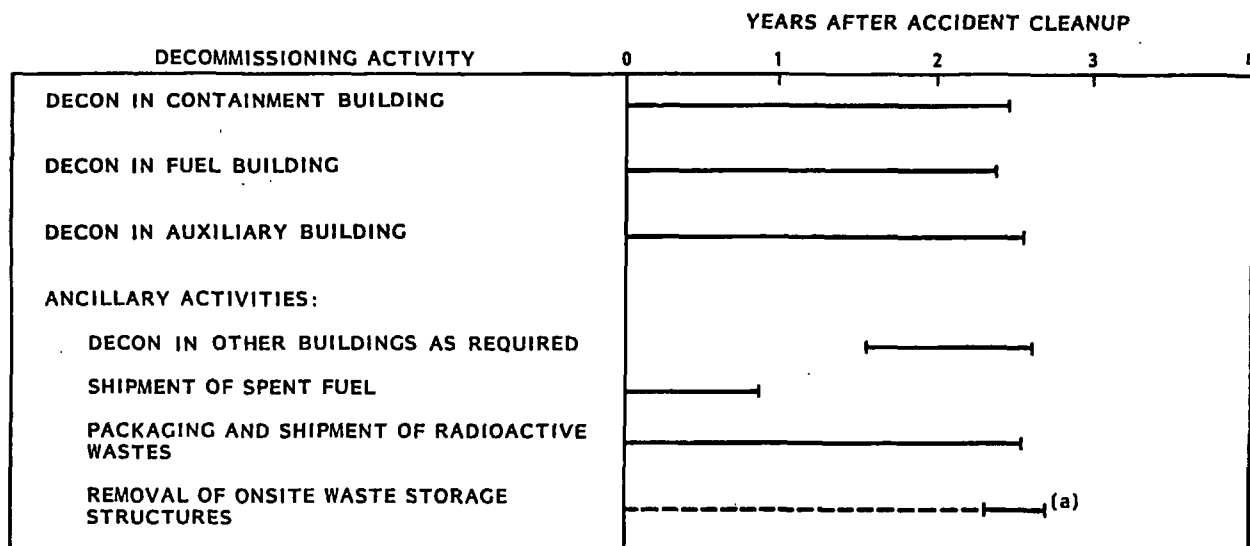 YEARS AFTER ACCIDENT CLEANUP
DECOMMISSIONING ACTIVITY
0 1 2 3 4
DECON IN CONTAINMENT BUILDING
DECON IN FUEL BUILDING
DECON IN AUXILIARY BUILDING
ANCILLARY ACTIVITIES:
DECON IN OTHER BUILDINGS AS REQUIRED
SHIPMENT OF SPENT FUEL
PACKAGING AND SHIPMENT OF RADIOACTIVE
WASTES
REMOVAL OF ONSITE WASTE STORAGE
STRUCTURES
(a)